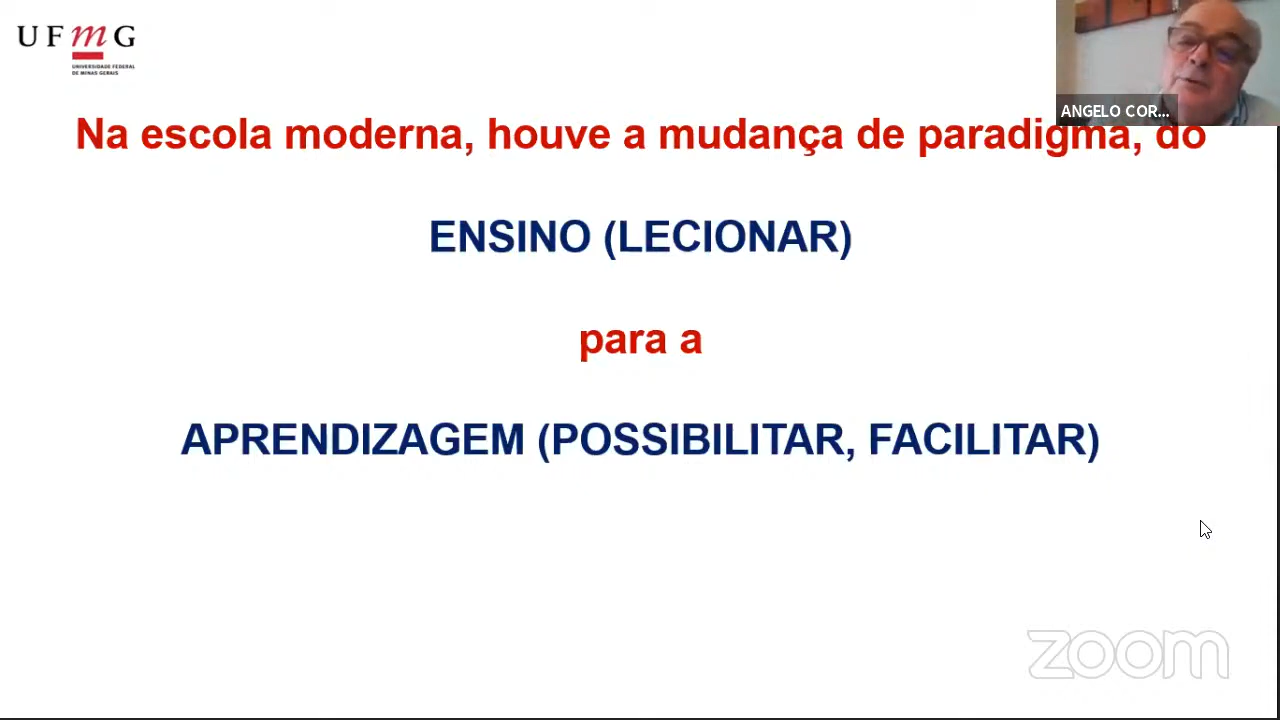 UFmG
UNIVERSIDADE FEDERAL
DE MINAS GERAIS
ANGELO COR...
Na escola moderna, houve a mudança de paradigma, do
ENSINO (LECIONAR)
para a
APRENDIZAGEM (POSSIBILITAR, FACILITAR)
zoom